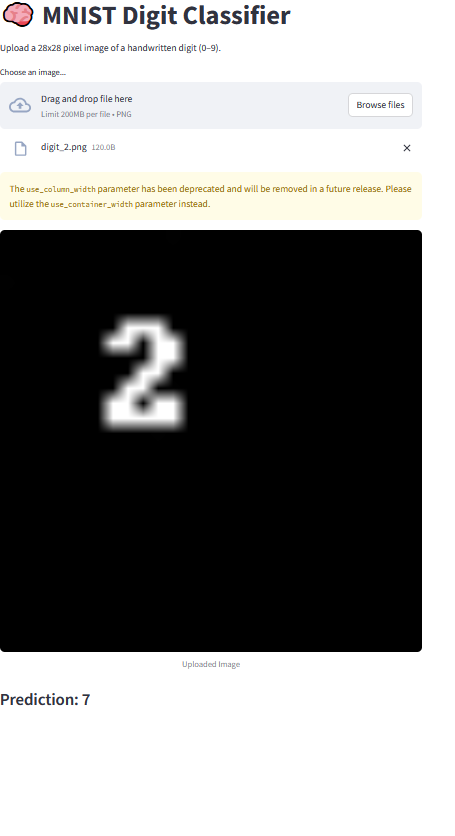 🧠 MNIST Digit Classifier
Upload a 28x28 pixel image of a handwritten digit (0–9).
Choose an image...
Drag and drop file here
Limit 200MB per file • PNG
Browse files
digit_2.png 120.0B
The use_column_width parameter has been deprecated and will be removed in a future release. Please
utilize the use_container_width parameter instead.
2
Uploaded Image
Prediction: 7